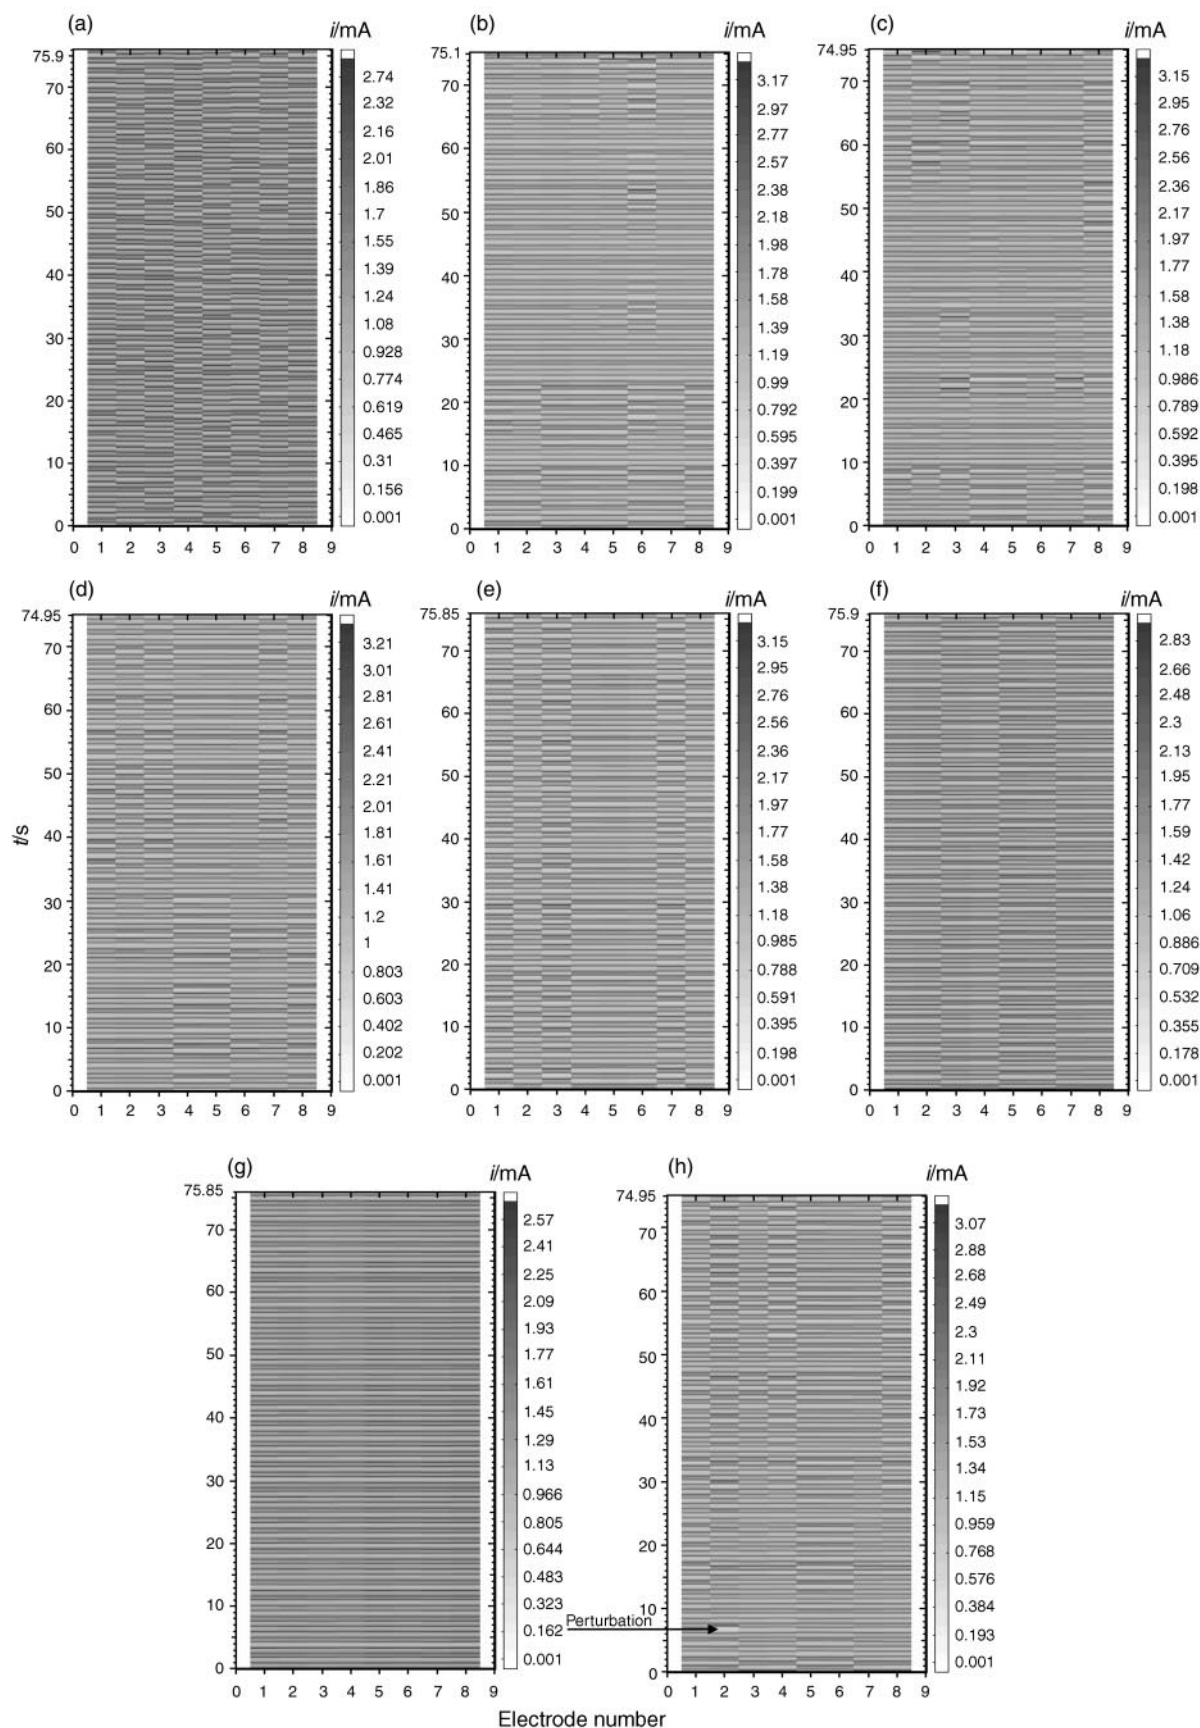 (a) i/mA
75.9 70 60 50 40 30 20 10 0
2.74 2.32 2.16 2.01 1.86 1.7 1.55 1.39 1.24 1.08 0.928 0.774 0.619 0.465 0.31 0.156 0.001
0 1 2 3 4 5 6 7 8 9
(b) i/mA
75.1 70 60 50 40 30 20 10 0
3.17 2.97 2.77 2.57 2.38 2.18 1.98 1.78 1.58 1.39 1.19 0.99 0.792 0.595 0.397 0.199 0.001
0 1 2 3 4 5 6 7 8 9
(c) i/mA
74.95 70 60 50 40 30 20 10 0
3.15 2.95 2.76 2.56 2.36 2.17 1.97 1.77 1.58 1.38 1.18 0.986 0.789 0.592 0.395 0.198 0.001
0 1 2 3 4 5 6 7 8 9
(d) i/mA
74.95 70 60 50 40 30 20 10 0
t/s
3.21 3.01 2.81 2.61 2.41 2.21 2.01 1.81 1.61 1.41 1.2 1 0.803 0.603 0.402 0.202 0.001
0 1 2 3 4 5 6 7 8 9
(e) i/mA
75.85 70 60 50 40 30 20 10 0
3.15 2.95 2.76 2.56 2.36 2.17 1.97 1.77 1.58 1.38 1.18 0.985 0.788 0.591 0.395 0.198 0.001
0 1 2 3 4 5 6 7 8 9
(f) i/mA
75.9 70 60 50 40 30 20 10 0
2.83 2.66 2.48 2.3 2.13 1.95 1.77 1.59 1.42 1.24 1.06 0.886 0.709 0.532 0.355 0.178 0.001
0 1 2 3 4 5 6 7 8 9
(g) i/mA
75.85 70 60 50 40 30 20 10 0
2.57 2.41 2.25 2.09 1.93 1.77 1.61 1.45 1.29 1.13 0.966 0.805 0.644 0.483 0.323 0.162 0.001
0 1 2 3 4 5 6 7 8 9
(h) i/mA
74.95 70 60 50 40 30 20 10 0
Perturbation
3.07 2.88 2.68 2.49 2.3 2.11 1.92 1.73 1.53 1.34 1.15 0.959 0.768 0.576 0.384 0.193 0.001
0 1 2 3 4 5 6 7 8 9
Electrode number